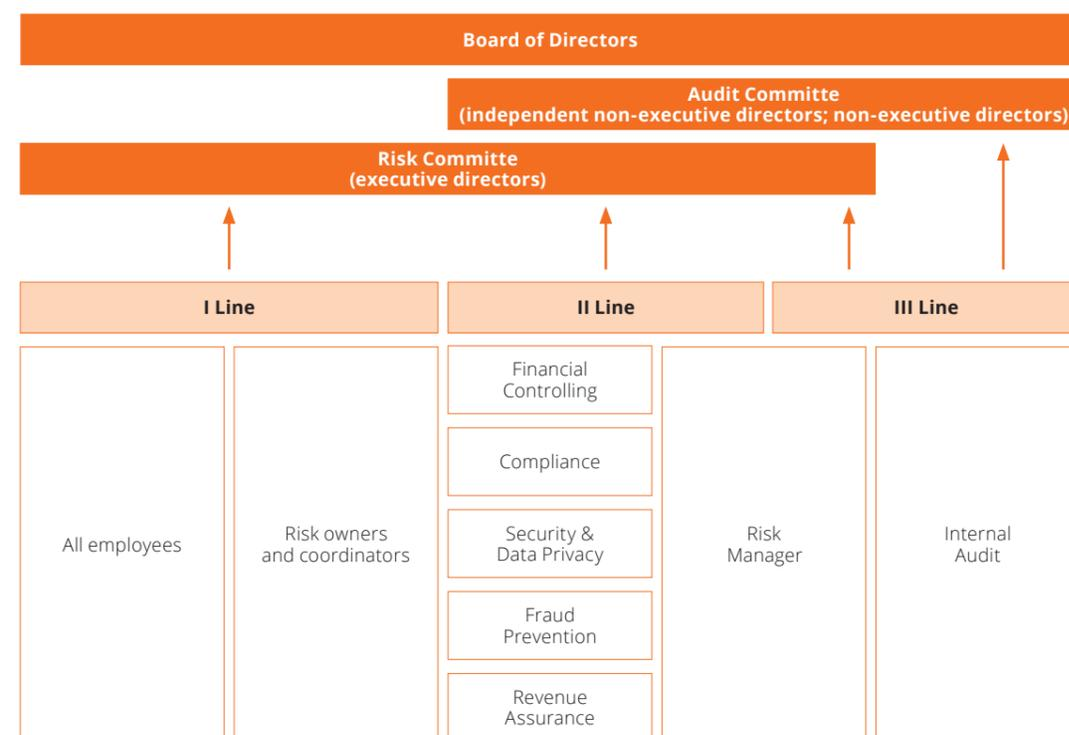 Board of Directors
Audit Committe
(independent non-executive directors; non-executive directors)
Risk Committe
(executive directors)
I Line
II Line
III Line
All employees
Risk owners
and coordinators
Financial
Controlling
Compliance
Security &
Data Privacy
Fraud
Prevention
Revenue
Assurance
Risk
Manager
Internal
Audit